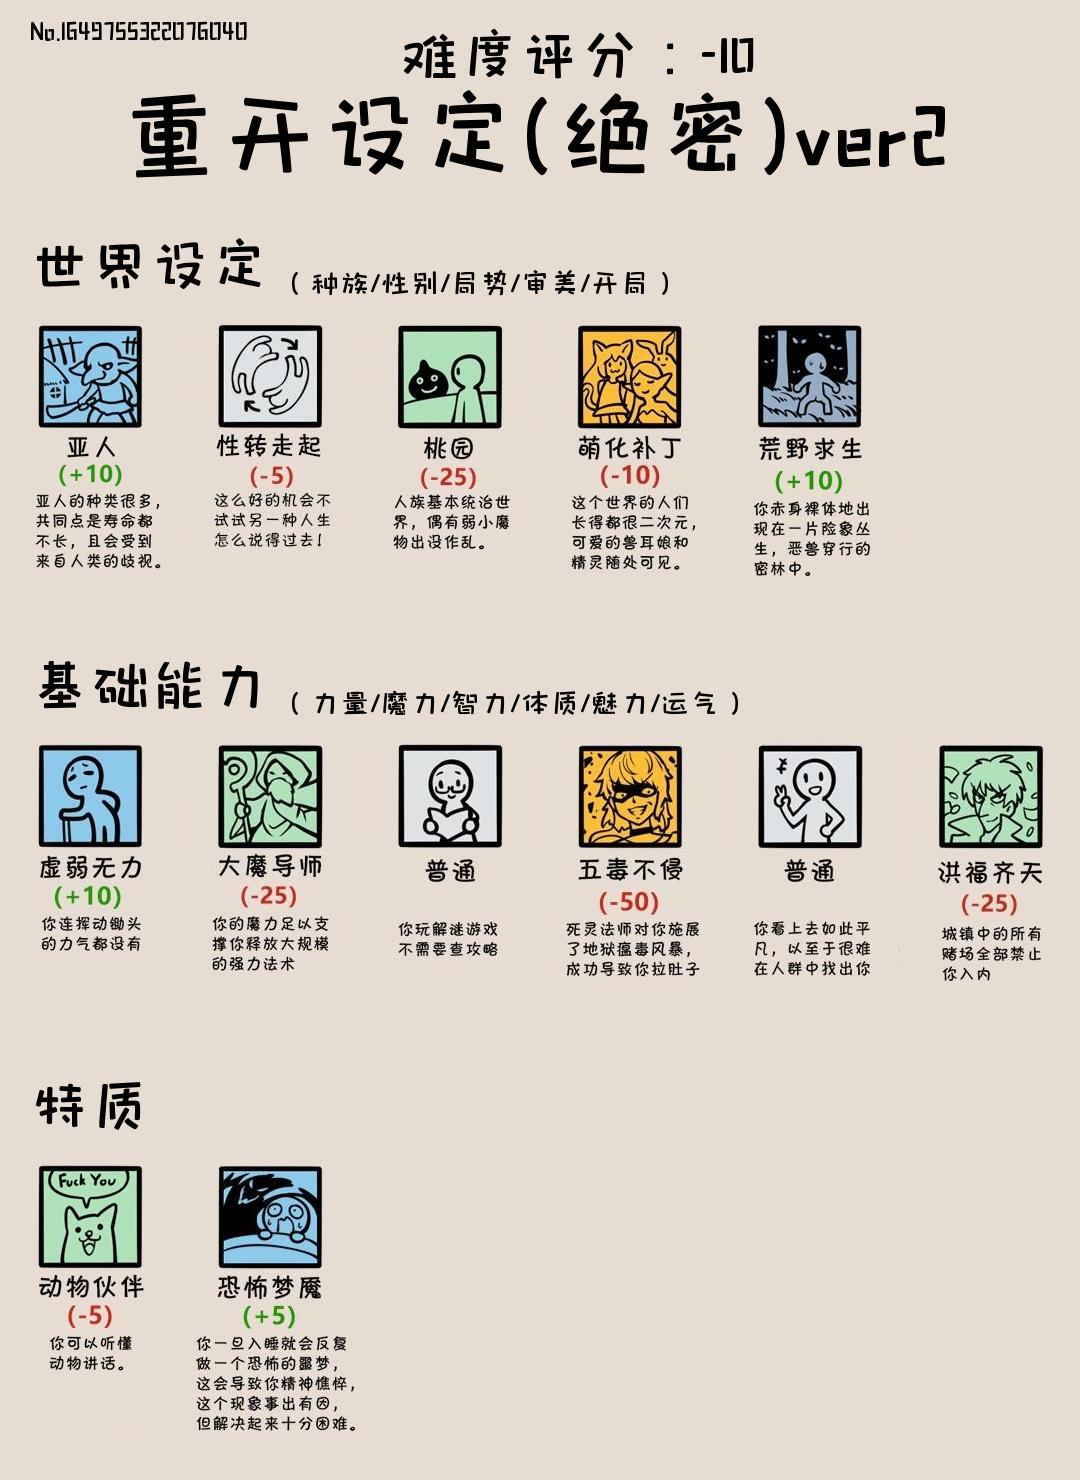 No.1649755322076040
难度评分：-10
重开设定(绝密)ver2
世界设定（种族/性别/局势/审美/开局）
亚人
(+10)
亚人的种类很多，
共同点是寿命都
不长，且会受到
来自人类的歧视。
性转走起
(-5)
这么好的机会不
试试另一种人生
怎么说得过去！
桃园
(-25)
人族基本统治世
界，偶有弱小魔
物出没作乱。
萌化补丁
(-10)
这个世界的人们
长得都很二次元，
可爱的兽耳娘和
精灵随处可见。
荒野求生
(+10)
你赤身裸体地出
现在一片险象丛
生，恶兽穿行的
密林中。
基础能力（力量/魔力/智力/体质/魅力/运气）
虚弱无力
(+10)
你连挥动锄头
的力气都没有
大魔导师
(-25)
你的魔力足以支
撑你释放大规模
的强力法术
普通
你玩解谜游戏
不需要查攻略
五毒不侵
(-50)
死灵法师对你施展
了地狱瘟毒风暴，
成功导致你拉肚子
普通
你看上去如此平
凡，以至于很难
在人群中找出你
洪福齐天
(-25)
城镇中的所有
赌场全部禁止
你入内
特质
Fuck You
动物伙伴
(-5)
你可以听懂
动物讲话。
恐怖梦魇
(+5)
你一旦入睡就会反复
做一个恐怖的噩梦，
这会导致你精神憔悴，
这个现象事出有因，
但解决起来十分困难。